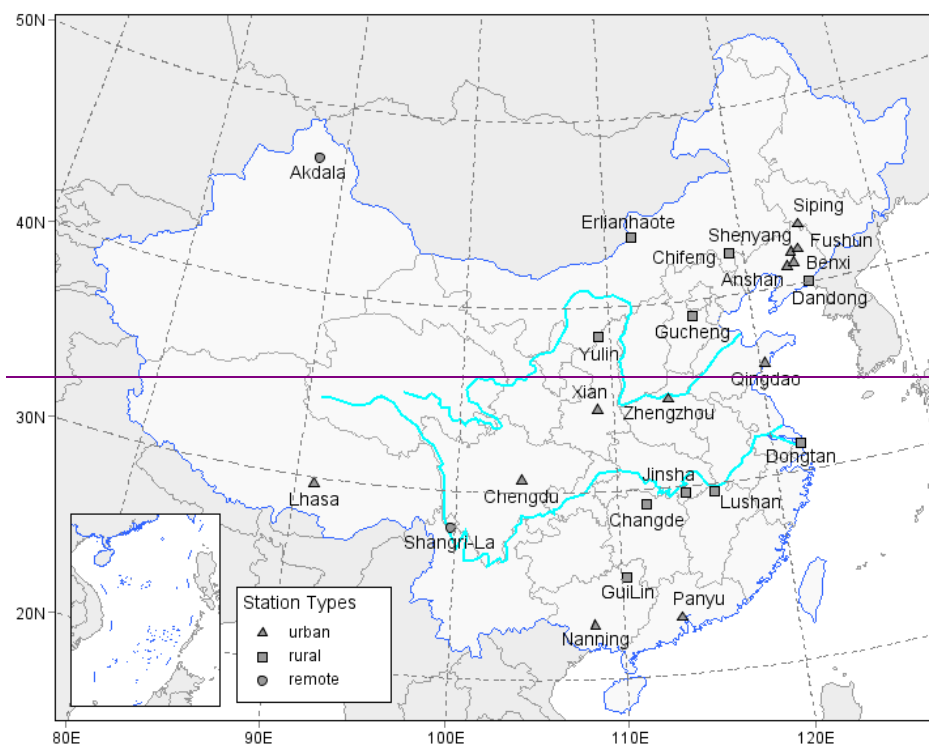 50N
Akdala
Siping
40N
Erlianhaote
Shenyang
Fushun
Chifeng
Benxi
Anshan
Dandong
Gucheng
Yulin
Qingdao
Xian
30N
Zhengzhou
Dongtan
Jinsha
Lhasa
Chengdu
Lushan
Changde
Shangri-La
GuiLin
Panyu
Station Types
urban
rural
remote
20N
Nanning
80E
90E
100E
110E
120E